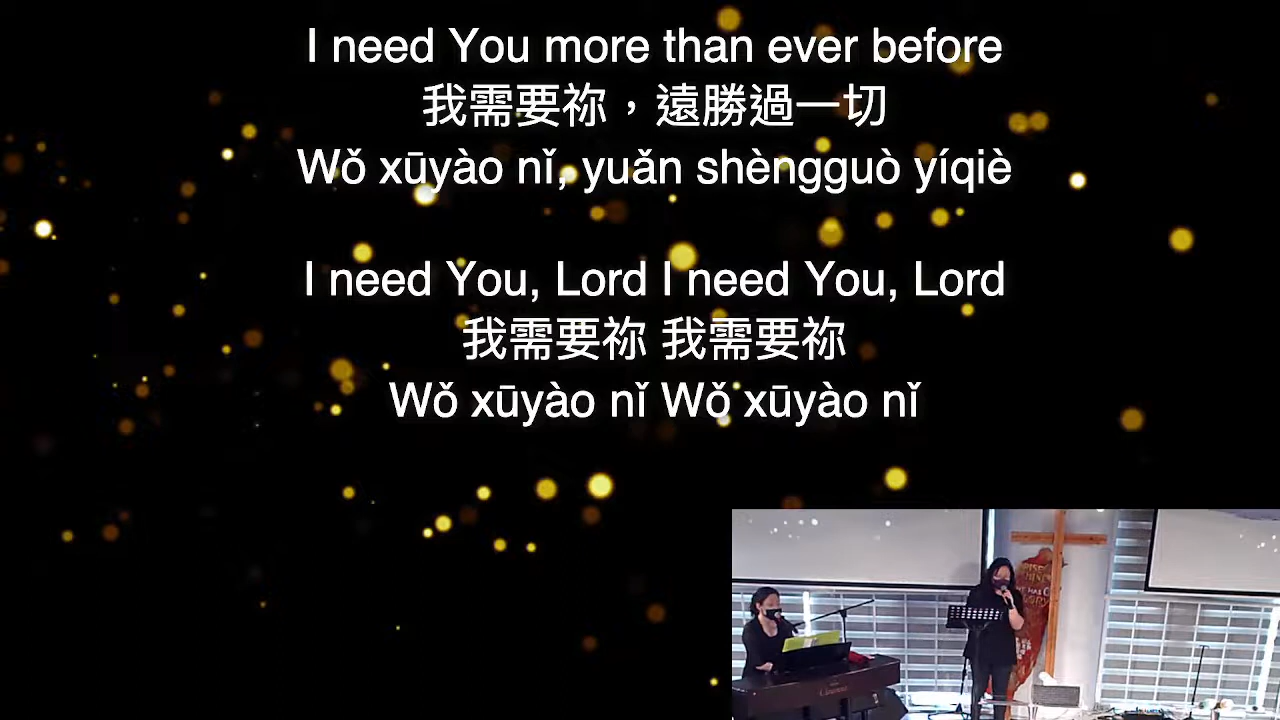 I need You more than ever before
我需要祢，遠勝過一切
Wǒ xūyào nǐ, yuǎn shèngguò yíqiè
I need You, Lord I need You, Lord
我需要祢 我需要祢
Wǒ xūyào nǐ Wǒ xūyào nǐ